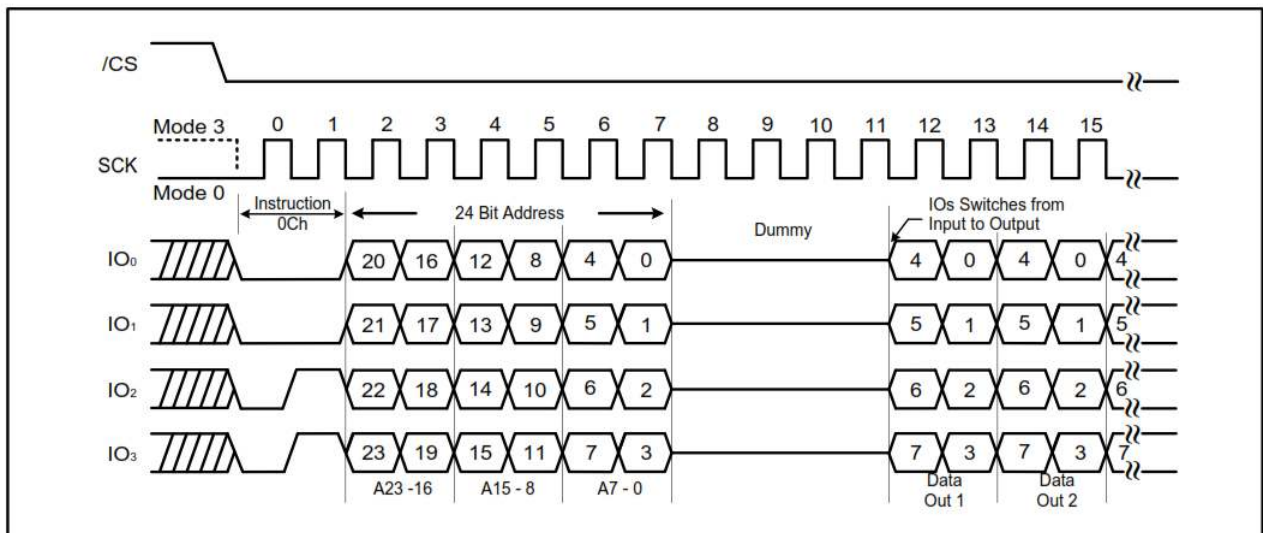 /CS
Mode 3 0 1 2 3 4 5 6 7 8 9 10 11 12 13 14 15
SCK
Mode 0
Instruction
0Ch
24 Bit Address
Dummy
IOs Switches from
Input to Output
IO₀ 20 16 12 8 4 0 4 0 4 0 4
IO₁ 21 17 13 9 5 1 5 1 5 1 5
IO₂ 22 18 14 10 6 2 6 2 6 2 6
IO₃ 23 19 15 11 7 3 7 3 7 3 7
A23 -16 A15 - 8 A7 - 0
Data
Out 1
Data
Out 2